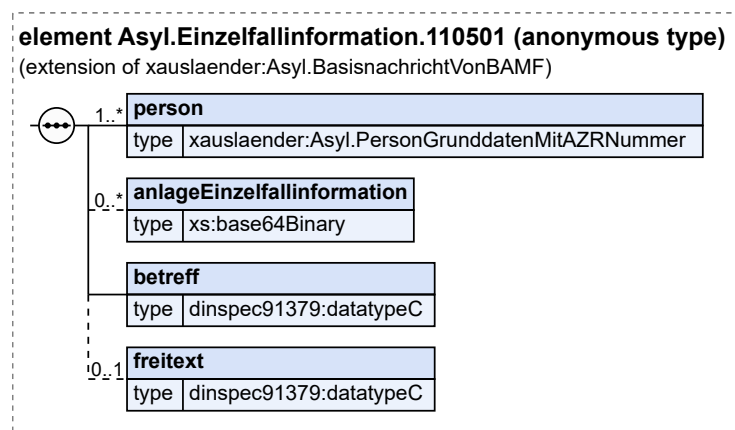 element Asyl.Einzelfallinformation.110501 (anonymous type)
(extension of xauslaender:Asyl.BasisnachrichtVonBAMF)
1..* person
type xauslaender:Asyl.PersonGrunddatenMitAZRNummer
0..* anlageEinzelfallinformation
type xs:base64Binary
betreff
type dinspec91379:datatypeC
0..1 freitext
type dinspec91379:datatypeC